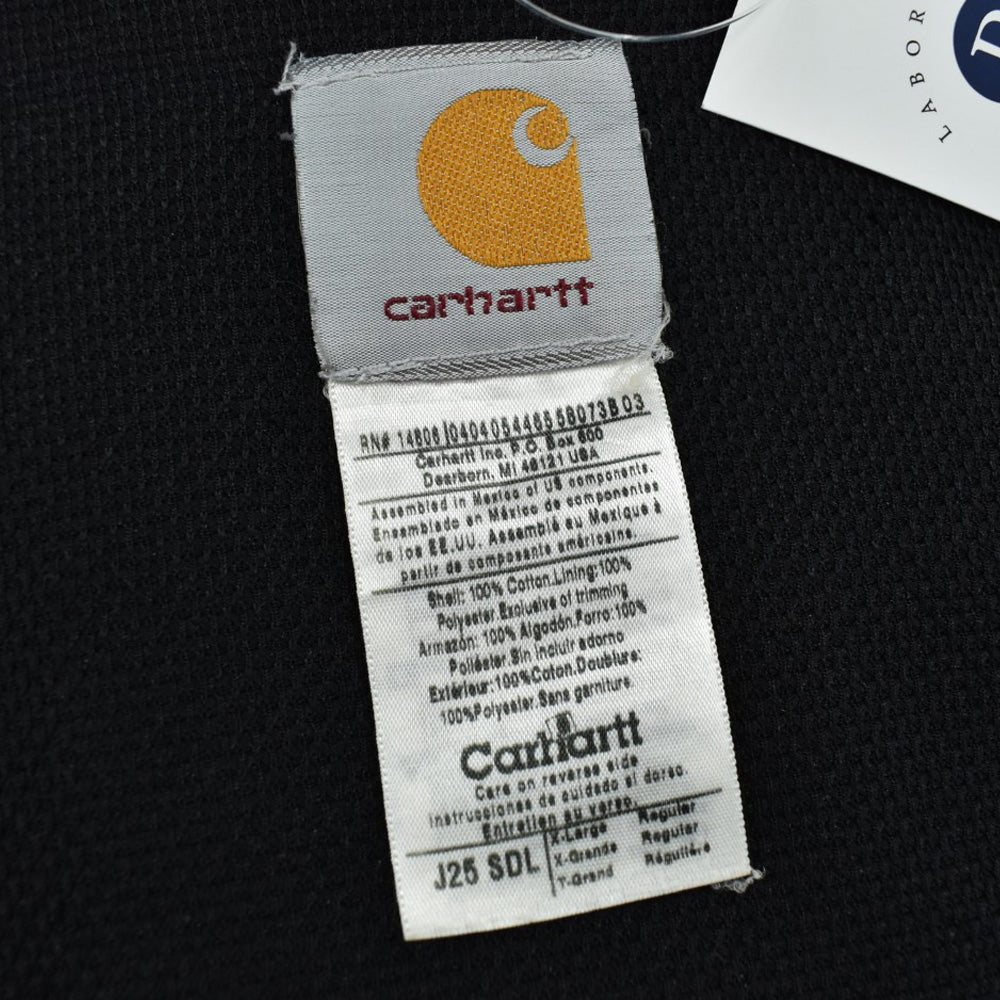 LABOR
carhartt
RN# 14806 040405446558073B03
Carhartt Inc. P.O. Box 600
Dearborn, MI 48121 USA
Assembled in Mexico of US components.
Ensamblado en México de componentes
de los EE.UU. Assemblé au Mexique à
partir de composants américains.
Shell: 100% Cotton.Lining:100%
Polyester Exclusive of trimming
Armazón: 100% Algodón.Forro:100%
Poliéster.Sin incluir adorno
Extérieur:100%Coton.Doublure:
100%Polyester.Sans garniture.
Carhartt
Care on reverse side
Instrucciones de cuidado al dorso.
Entretien au verso.
J25 SDL
X-Large Regular
X-Grande Regular
T-Grand Régulière